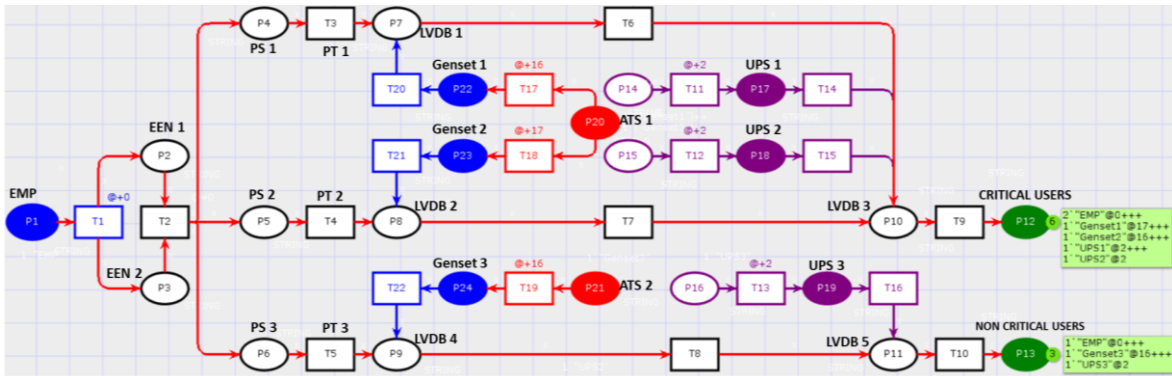 P4
T3
P7
T6
PS 1
PT 1
LVDB 1
Genset 1
@+16
@+2
UPS 1
T20
P22
T17
P14
T11
P17
T14
P20
ATS 1
EEN 1
Genset 2
@+17
@+2
UPS 2
P2
T21
P23
T18
P15
T12
P18
T15
EMP
@+0
PS 2
PT 2
LVDB 3
CRITICAL USERS
P1
T1
T2
P5
T4
P8
LVDB 2
T7
P10
T9
P12
6
2`"EMP"@0+++
1`"Genset1"@17+++
1`"Genset2"@16+++
1`"UPS1"@2+++
1`"UPS2"@2
EEN 2
Genset 3
@+16
@+2
UPS 3
P3
T22
P24
T19
P21
ATS 2
P16
T13
P19
T16
PS 3
PT 3
LVDB 4
LVDB 5
NON CRITICAL USERS
P6
T5
P9
T8
P11
T10
P13
3
1`"EMP"@0+++
1`"Genset3"@16+++
1`"UPS3"@2